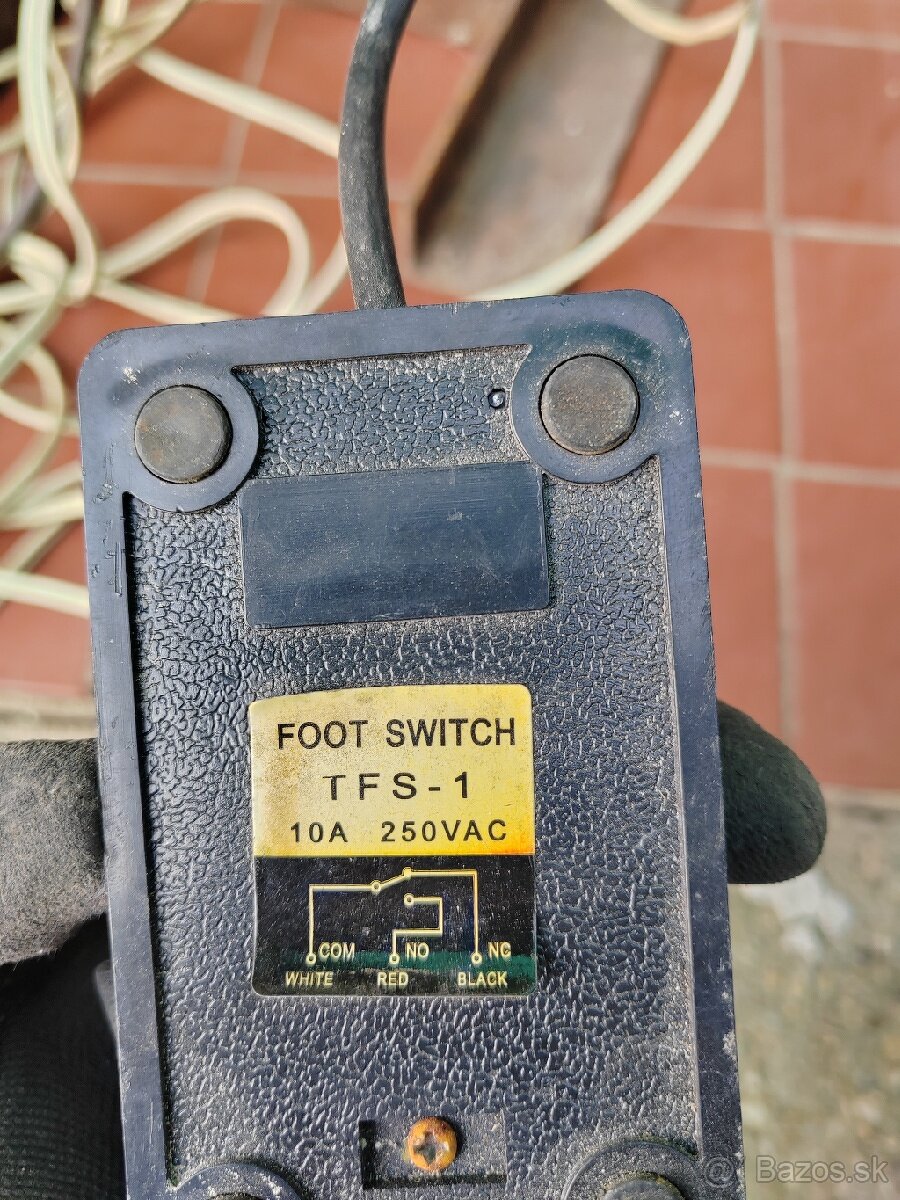 FOOT SWITCH
TFS-1
10A 250VAC
COM NO NC
WHITE RED BLACK
@ Bazos.sk